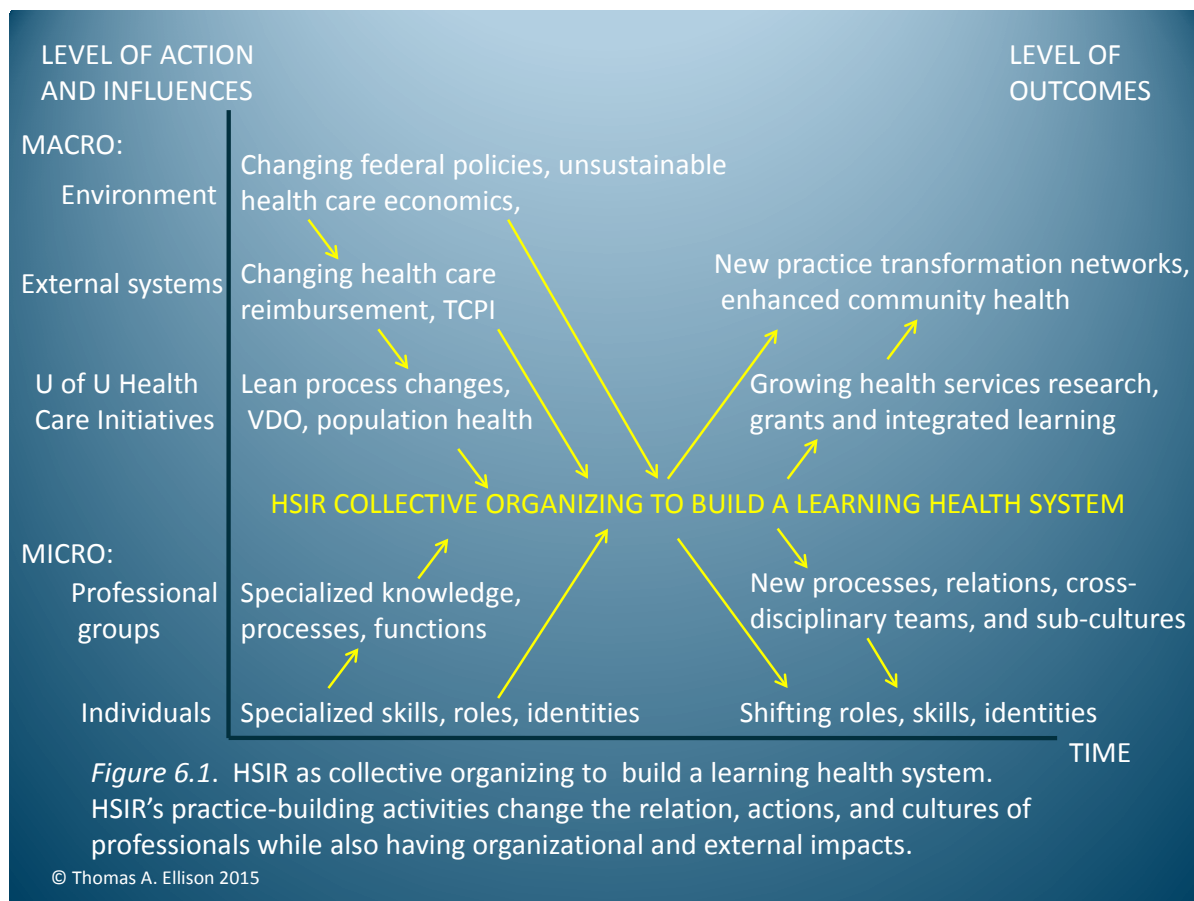 LEVEL OF ACTION
AND INFLUENCES
LEVEL OF
OUTCOMES
MACRO:
Environment
Changing federal policies, unsustainable
health care economics,
External systems
Changing health care
reimbursement, TCPI
New practice transformation networks,
enhanced community health
U of U Health
Care Initiatives
Lean process changes,
VDO, population health
Growing health services research,
grants and integrated learning
HSIR COLLECTIVE ORGANIZING TO BUILD A LEARNING HEALTH SYSTEM
MICRO:
Professional
groups
Specialized knowledge,
processes, functions
New processes, relations, cross-
disciplinary teams, and sub-cultures
Individuals
Specialized skills, roles, identities
Shifting roles, skills, identities
TIME
Figure 6.1. HSIR as collective organizing to build a learning health system.
HSIR's practice-building activities change the relation, actions, and cultures of
professionals while also having organizational and external impacts.
© Thomas A. Ellison 2015